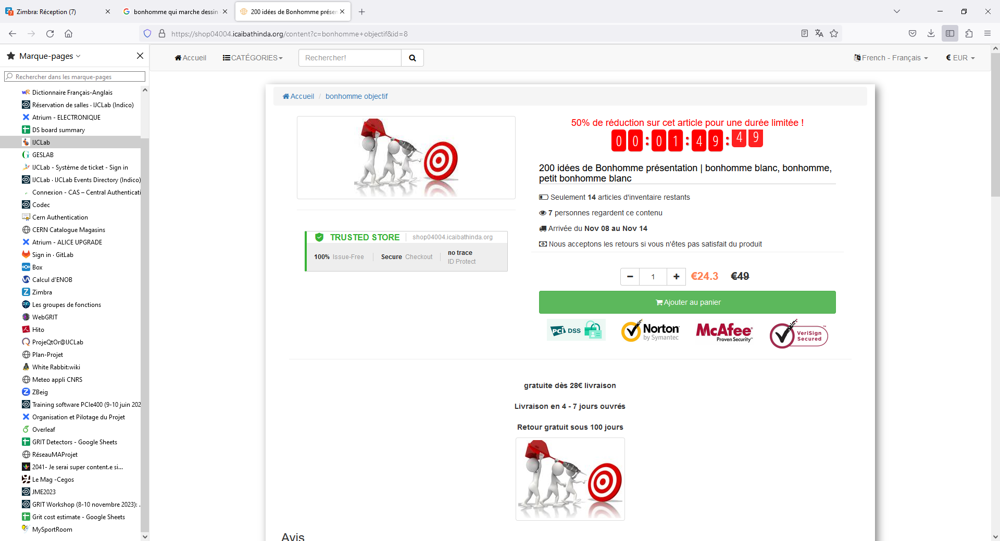 Zimbra: Réception (7)
bonhomme qui marche dessin
200 idées de Bonhomme présen
https://shop04004.icaibathinda.org/content?c=bonhomme+objectif&id=8
Marque-pages
Rechercher dans les marque-pages
Dictionnaire Français-Anglais
Réservation de salles · IJCLab (Indico)
Atrium - ELECTRONIQUE
DS board summary
IJCLab
GESLAB
IJCLab - Système de ticket - Sign in
IJCLab · IJCLab Events Directory (Indico)
Connexion - CAS – Central Authenticati
Codec
Cern Authentication
CERN Catalogue Magasins
Atrium - ALICE UPGRADE
Sign in · GitLab
Box
Calcul d'ENOB
Zimbra
Les groupes de fonctions
WebGRIT
Hito
ProjeQtOr@IJCLab
Plan-Projet
White Rabbit:wiki
Meteo appli CNRS
ZBeig
Training software PCIe400 (9-10 juin 202
Organisation et Pilotage du Projet
Overleaf
GRIT Detectors - Google Sheets
RéseauMAProjet
2041- Je serai super content.e si...
Le Mag -Cegos
JME2023
GRIT Workshop (8-10 novembre 2023): .
Grit cost estimate - Google Sheets
MySportRoom
Accueil
CATÉGORIES
Rechercher!
French - Français
€ EUR
Accueil / bonhomme objectif
TRUSTED STORE
shop04004.icaibathinda.org
100% Issue-Free
Secure Checkout
no trace
ID Protect
50% de réduction sur cet article pour une durée limitée !
00:01:49:49
200 idées de Bonhomme présentation | bonhomme blanc, bonhomme,
petit bonhomme blanc
Seulement 14 articles d'inventaire restants
7 personnes regardent ce contenu
Arrivée du Nov 08 au Nov 14
Nous acceptons les retours si vous n'êtes pas satisfait du produit
1
€24.3 €49
Ajouter au panier
PCI DSS
Norton
by Symantec
McAfee
Proven Security™
VeriSign
Secured
gratuite dès 28€ livraison
Livraison en 4 - 7 jours ouvrés
Retour gratuit sous 100 jours
Avis